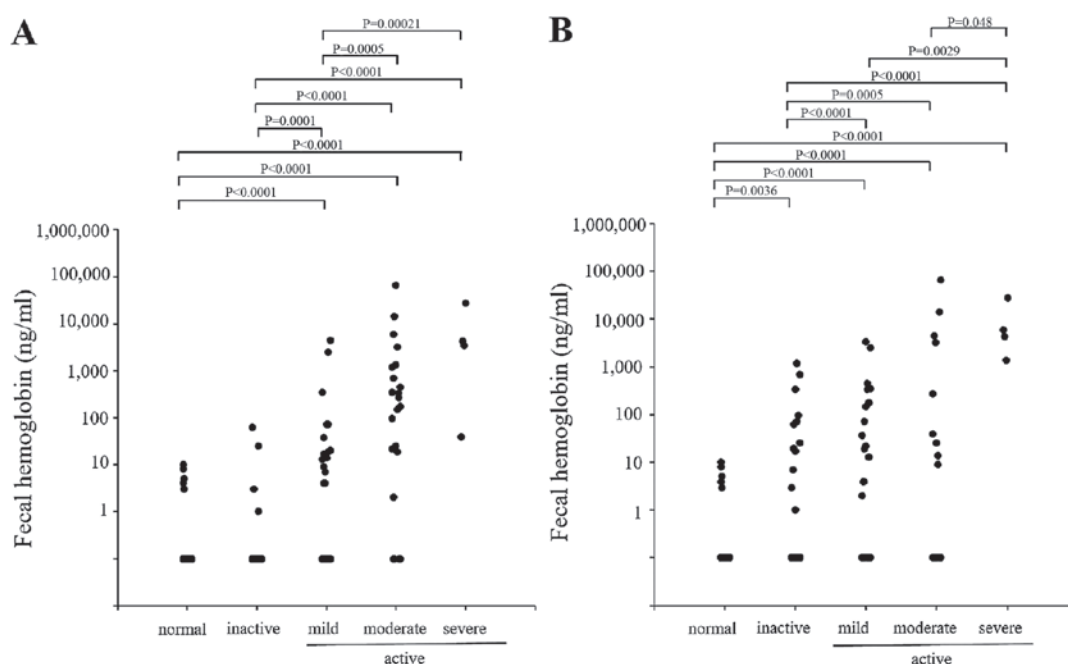 A
P=0.00021
P=0.0005
P<0.0001
P<0.0001
P=0.0001
P<0.0001
P<0.0001
P<0.0001
Fecal hemoglobin (ng/ml)
1,000,000
100,000
10,000
1,000
100
10
1
normal inactive mild moderate severe
active
B
P=0.048
P=0.0029
P<0.0001
P=0.0005
P<0.0001
P<0.0001
P<0.0001
P<0.0001
P=0.0036
Fecal hemoglobin (ng/ml)
1,000,000
100,000
10,000
1,000
100
10
1
normal inactive mild moderate severe
active